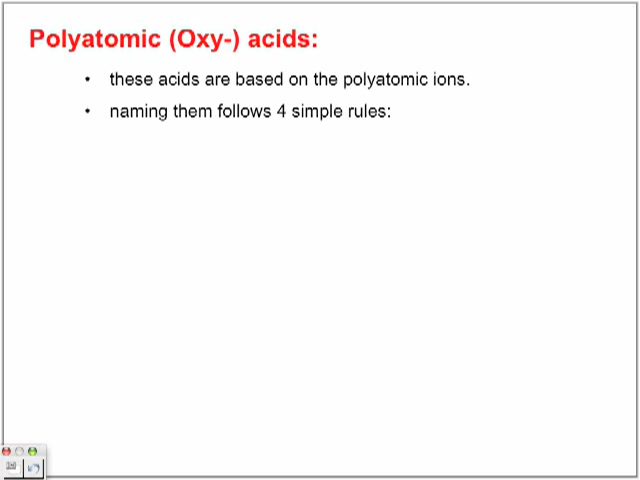 Polyatomic (Oxy-) acids:
• these acids are based on the polyatomic ions.
• naming them follows 4 simple rules: